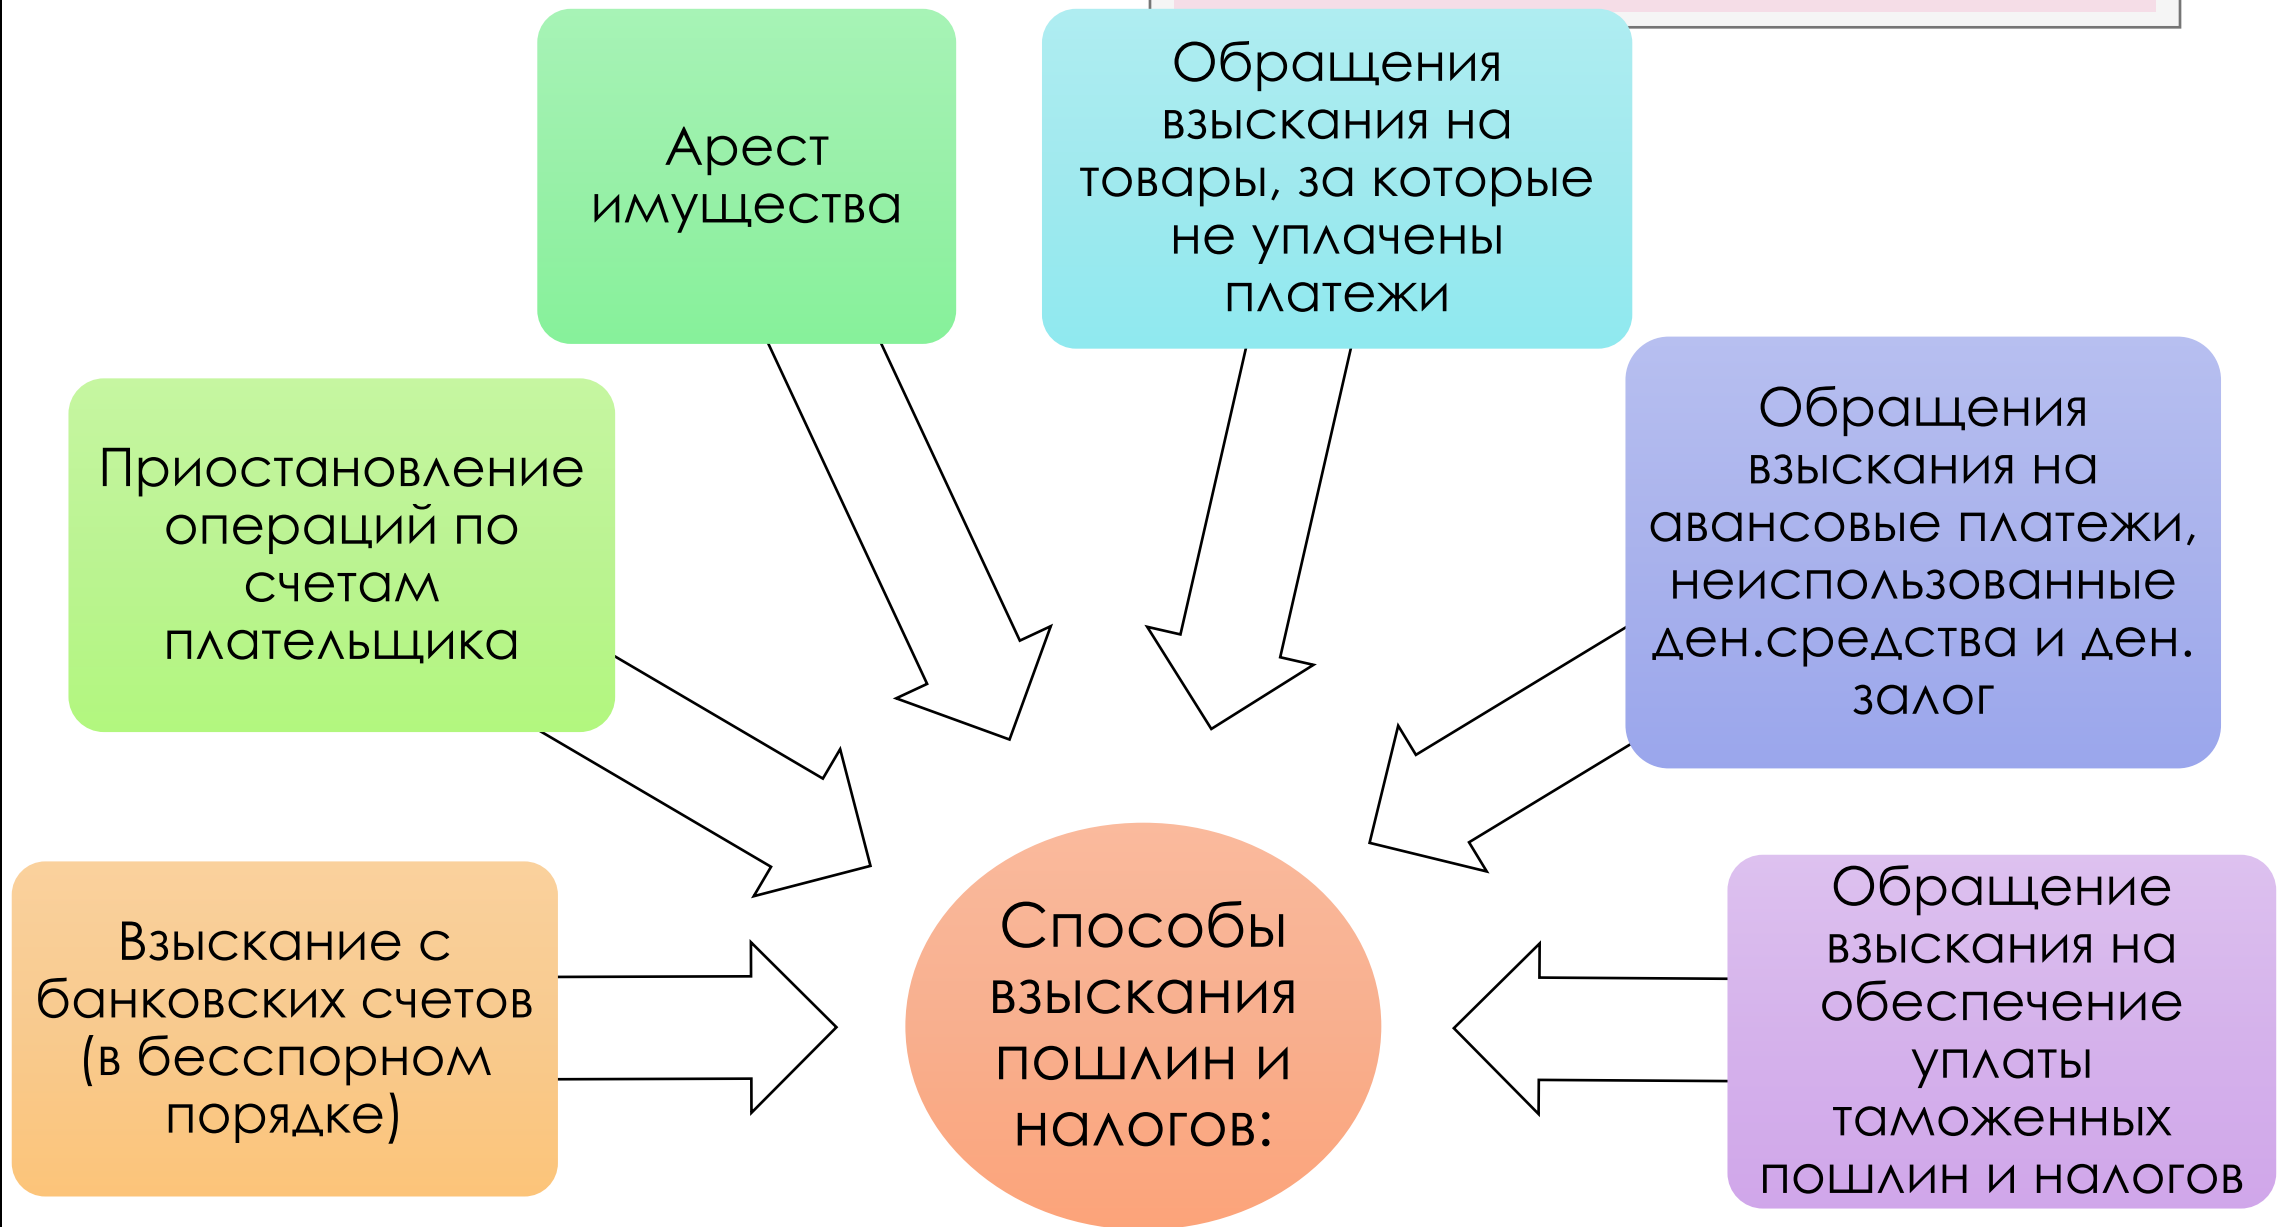 Арест
имущества
Обращения
взыскания на
товары, за которые
не уплачены
платежи
Приостановление
операций по
счетам
плательщика
Обращения
взыскания на
авансовые платежи,
неиспользованные
ден.средства и ден.
залог
Взыскание с
банковских счетов
(в бесспорном
порядке)
Способы
взыскания
пошлин и
налогов:
Обращение
взыскания на
обеспечение
уплаты
таможенных
пошлин и налогов